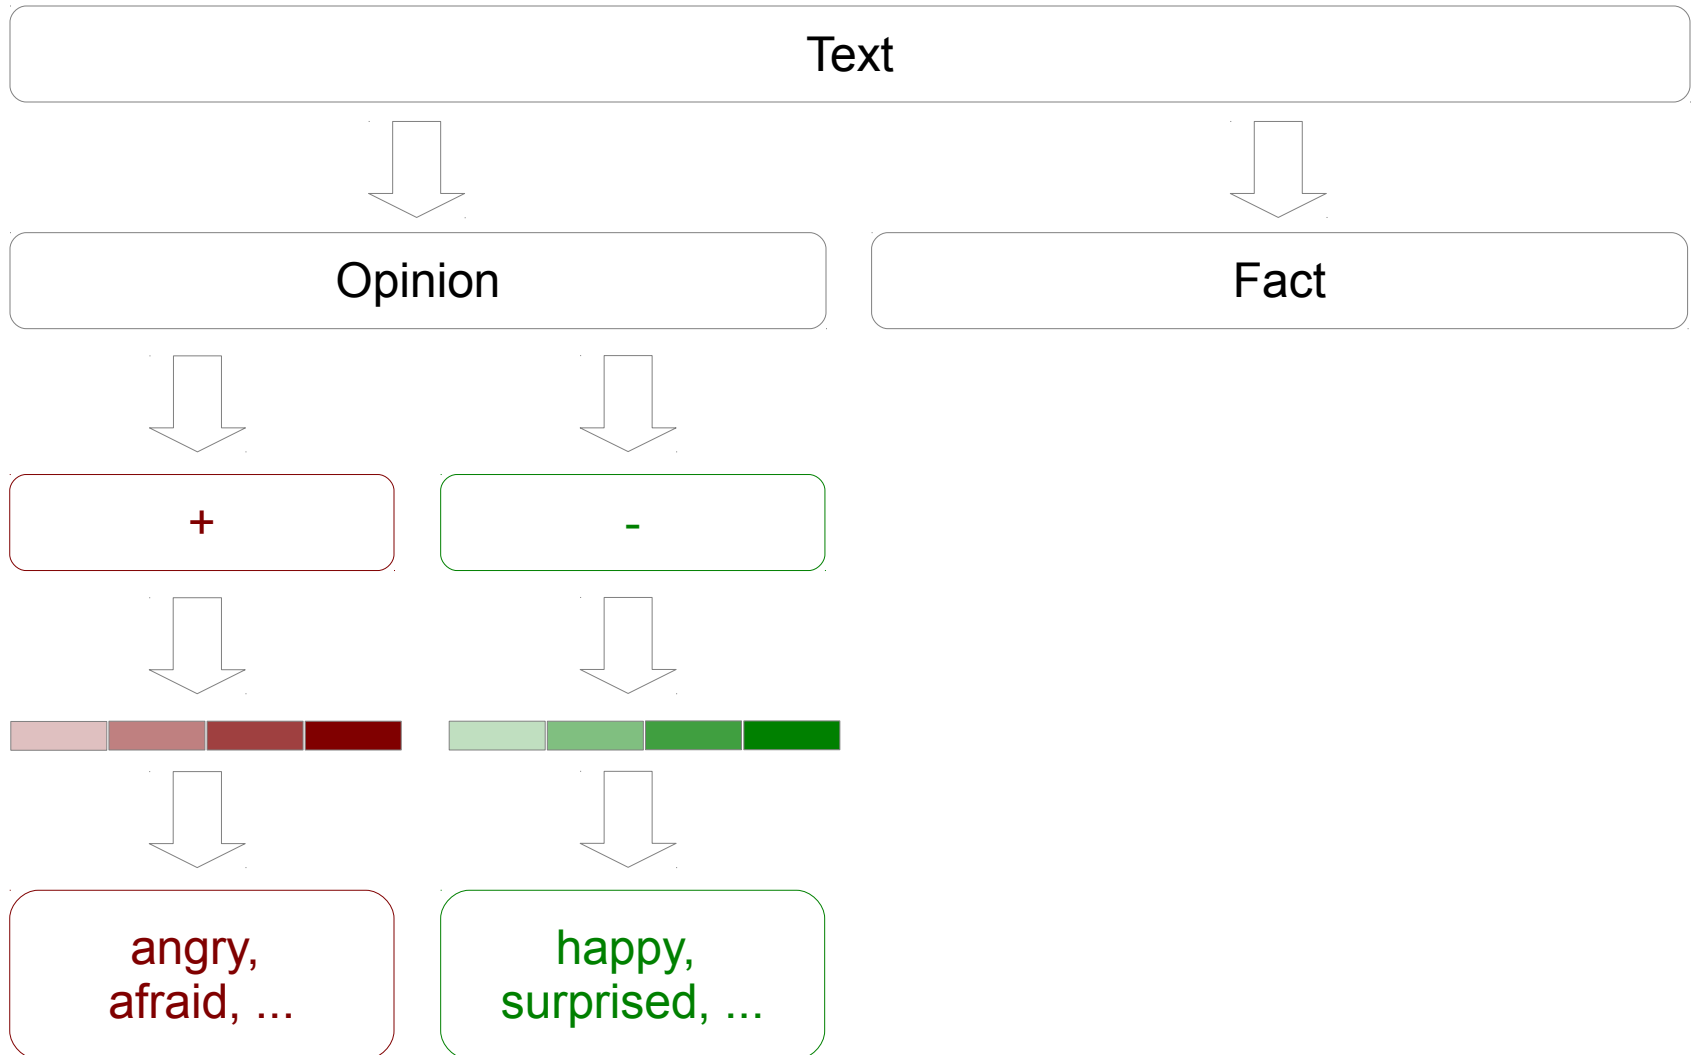 Text
Opinion
Fact
+
-
angry,
afraid, ...
happy,
surprised, ...